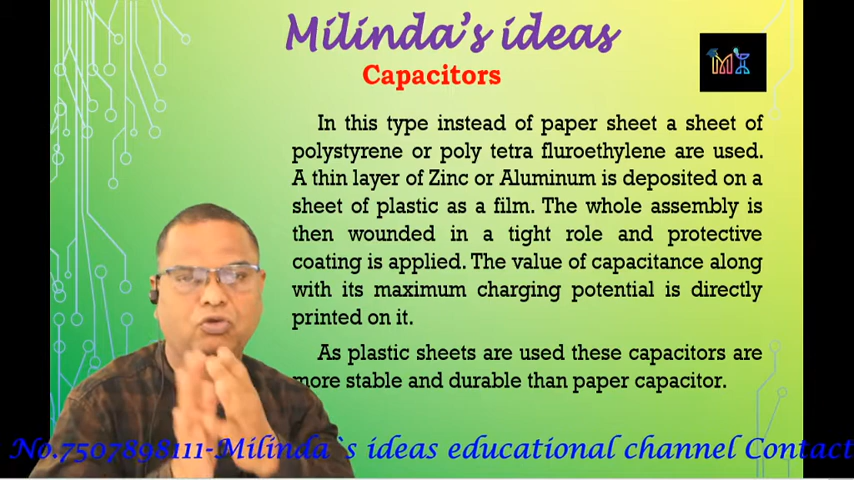 Milinda's ideas
Capacitors
MI
In this type instead of paper sheet a sheet of
polystyrene or poly tetra fluroethylene are used.
A thin layer of Zinc or Aluminum is deposited on a
sheet of plastic as a film. The whole assembly is
then wounded in a tight role and protective
coating is applied. The value of capacitance along
with its maximum charging potential is directly
printed on it.
As plastic sheets are used these capacitors are
more stable and durable than paper capacitor.
No.7507898111-Milinda`s ideas educational channel Contact